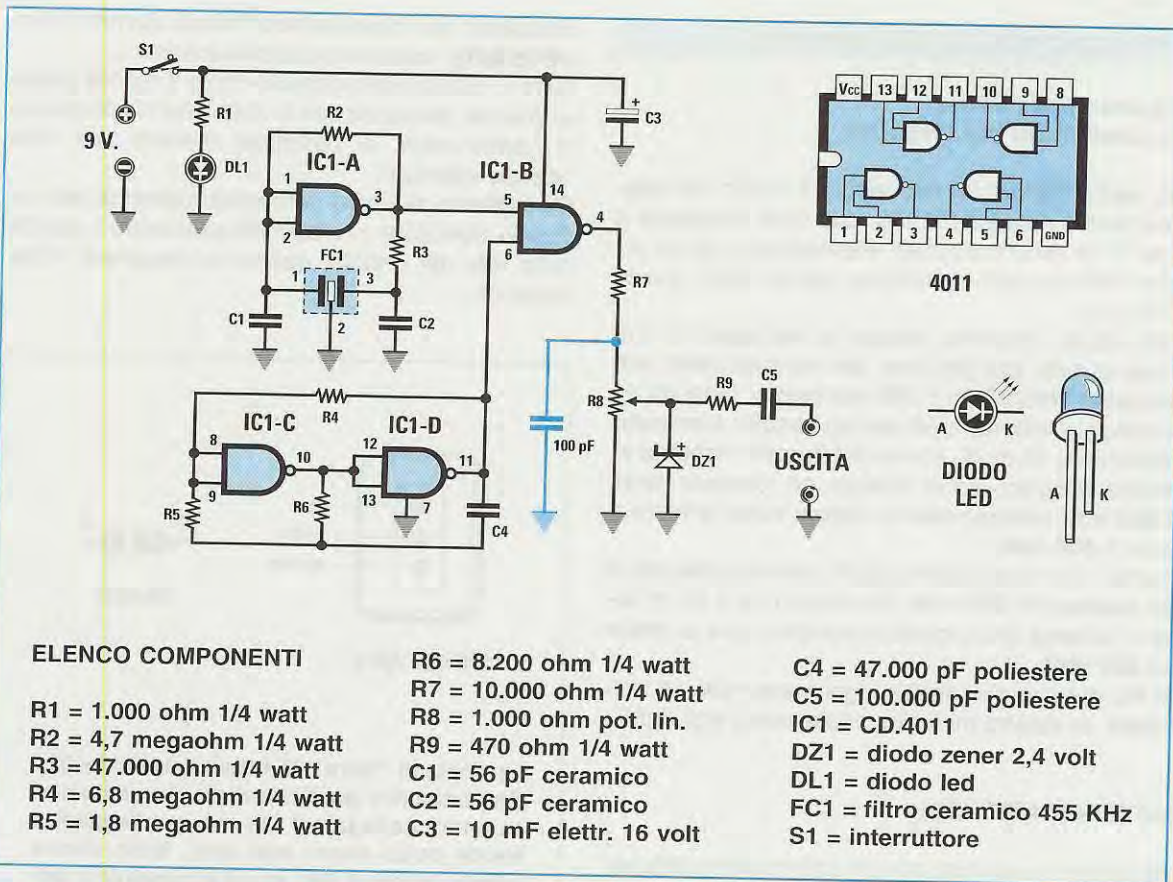 S1
R1
9 V.
DL1
R2
IC1-A
1
2
3
R3
FC1
1
3
2
C1
C2
IC1-B
5
6
14
4
C3
R7
R8
100 pF
R9
C5
DZ1
USCITA
R4
IC1-C
IC1-D
8
9
10
12
13
11
7
R5
R6
C4
Vcc 13 12 11 10 9 8
1 2 3 4 5 6 GND
4011
A K
DIODO
LED
A K
ELENCO COMPONENTI
R1 = 1.000 ohm 1/4 watt
R2 = 4,7 megaohm 1/4 watt
R3 = 47.000 ohm 1/4 watt
R4 = 6,8 megaohm 1/4 watt
R5 = 1,8 megaohm 1/4 watt
R6 = 8.200 ohm 1/4 watt
R7 = 10.000 ohm 1/4 watt
R8 = 1.000 ohm pot. lin.
R9 = 470 ohm 1/4 watt
C1 = 56 pF ceramico
C2 = 56 pF ceramico
C3 = 10 mF elettr. 16 volt
C4 = 47.000 pF poliestere
C5 = 100.000 pF poliestere
IC1 = CD.4011
DZ1 = diodo zener 2,4 volt
DL1 = diodo led
FC1 = filtro ceramico 455 KHz
S1 = interruttore